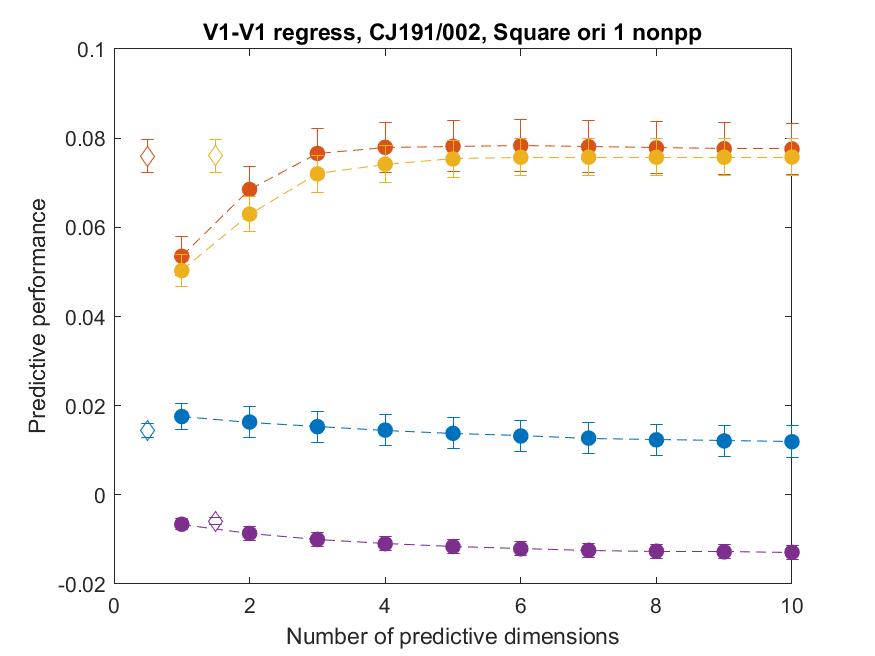 V1-V1 regress, CJ191/002, Square ori 1 nonpp
0.1
0.08
0.06
0.04
0.02
0
-0.02
0 2 4 6 8 10
Predictive performance
Number of predictive dimensions